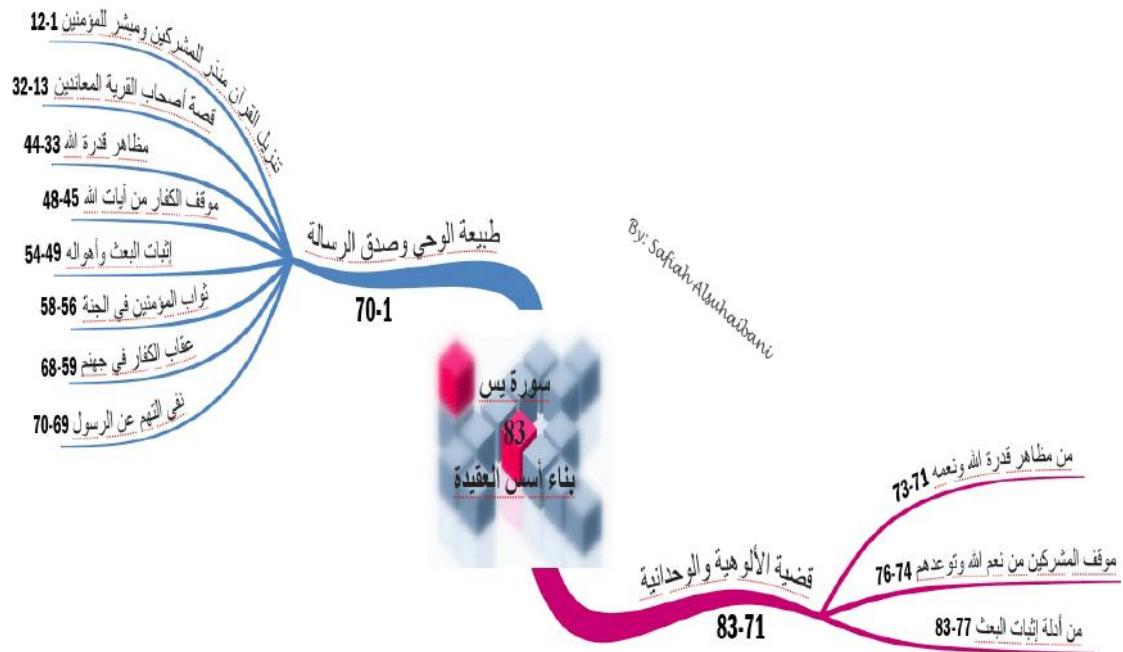 سورة يس
83
بناء أسس العقيدة
طبيعة الوحي وصدق الرسالة
70-1
تنزيل القرآن منذر للمشركين ومبشر للمؤمنين 1-12
قصة أصحاب القرية المعاندين 13-32
مظاهر قدرة الله 33-44
موقف الكفار من آيات الله 45-48
إثبات البعث وأهواله 49-54
ثواب المؤمنين في الجنة 56-58
عقاب الكفار في جهنم 59-68
نفي التهم عن الرسول 69-70
By: Safiah Alsuhaibani
قضية الألوهية والوحدانية
83-71
من مظاهر قدرة الله ونعمه 71-73
موقف المشركين من نعم الله وتوعدهم 74-76
من أدلة إثبات البعث 77-83